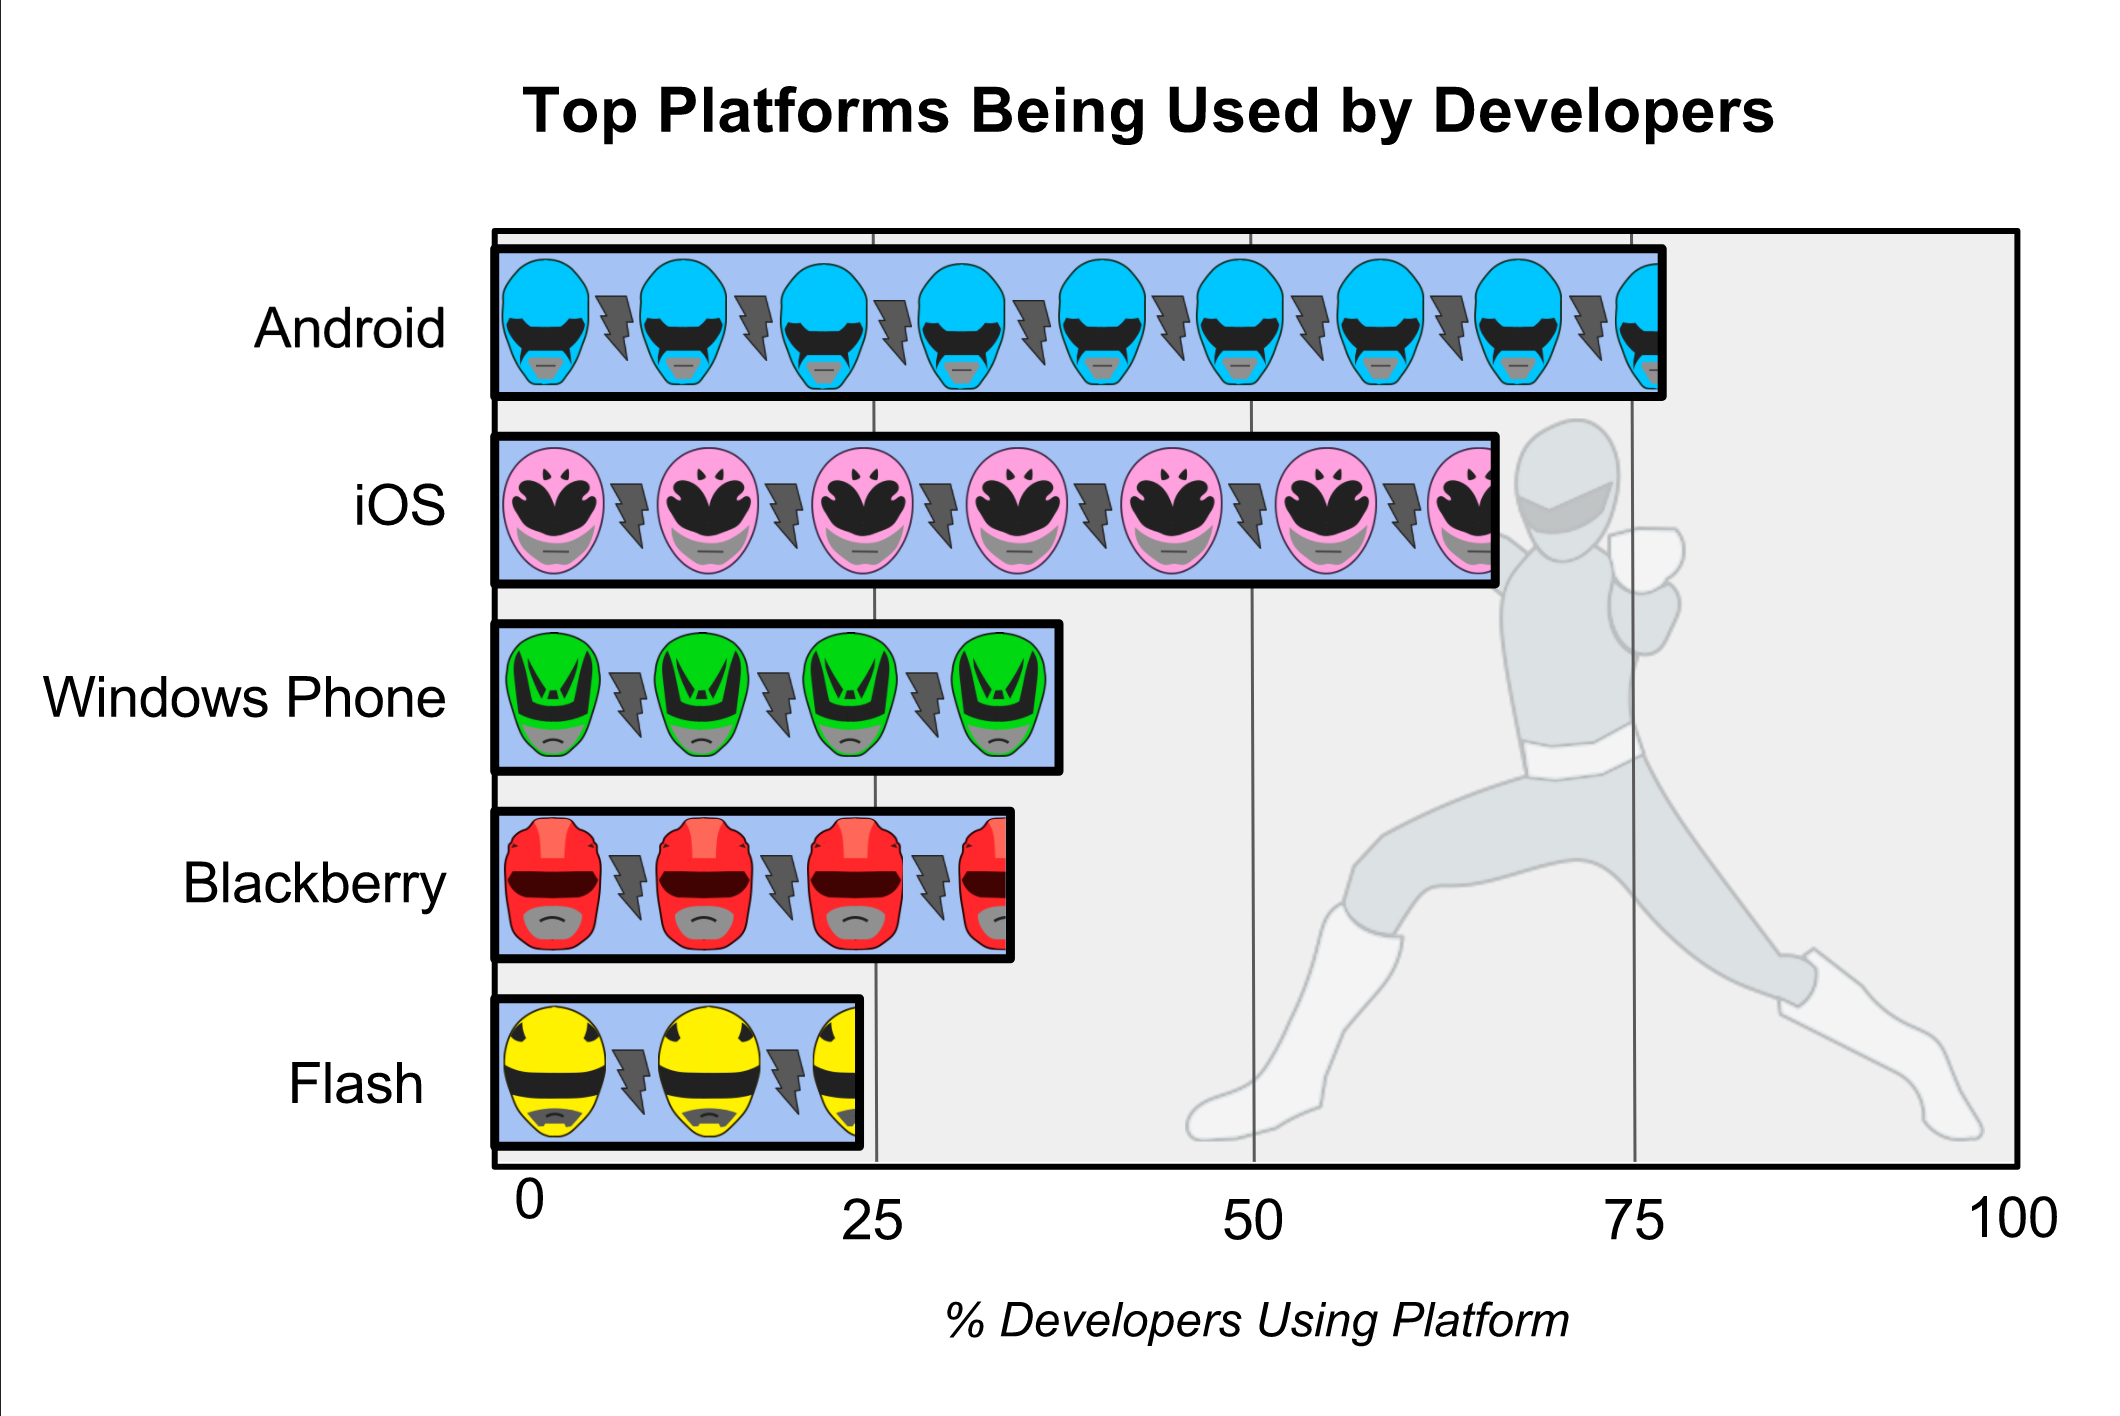 Top Platforms Being Used by Developers
Android
iOS
Windows Phone
Blackberry
Flash
0 25 50 75 100
% Developers Using Platform